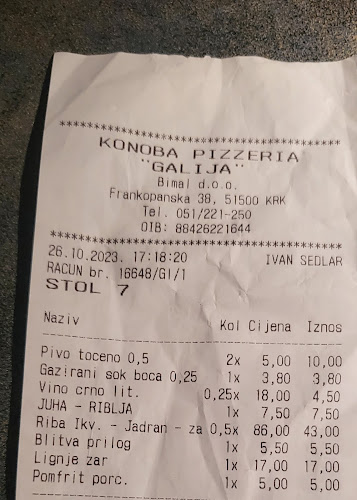 ****************************************
KONOBA PIZZERIA
"GALIJA"
Bimal d.o.o.
Frankopanska 38, 51500 KRK
Tel. 051/221-250
OIB: 88426221644
****************************************
26.10.2023. 17:18:20 IVAN SEDLAR
RACUN br. 16648/GI/1
STOL 7
Naziv Kol Cijena Iznos
Pivo toceno 0,5 2x 5,00 10,00
Gazirani sok boca 0,25 1x 3,80 3,80
Vino crno lit. 0,25x 18,00 4,50
JUHA - RIBLJA 1x 7,50 7,50
Riba Ikv. - Jadran - za 0,5x 86,00 43,00
Blitva prilog 1x 5,50 5,50
Lignje zar 1x 17,00 17,00
Pomfrit porc. 1x 5,00 5,00